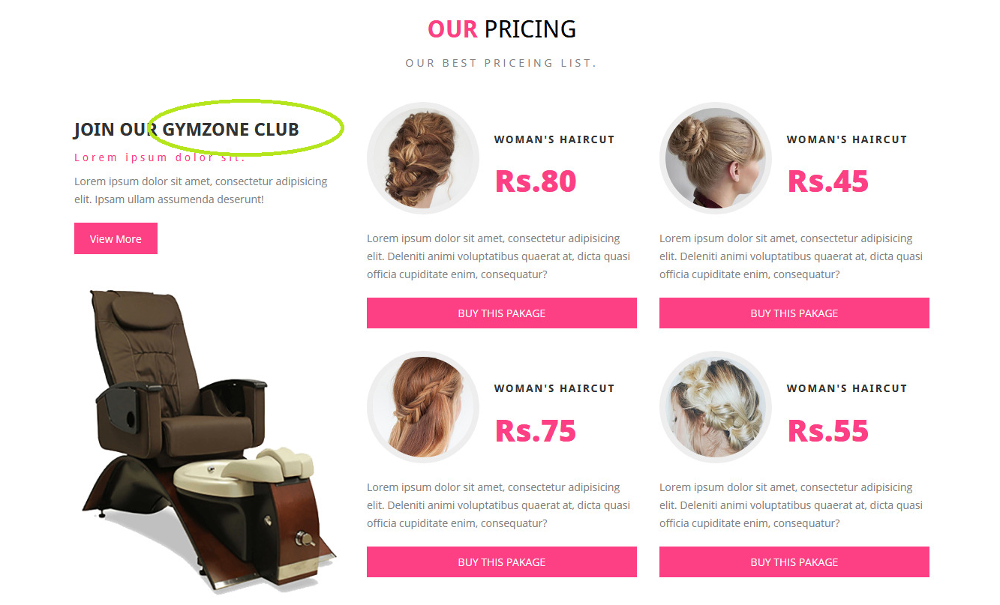 OUR PRICING
OUR BEST PRICEING LIST.
JOIN OUR GYMZONE CLUB
Lorem ipsum dolor sit.
Lorem ipsum dolor sit amet, consectetur adipisicing
elit. Ipsam ullam assumenda deserunt!
View More
WOMAN'S HAIRCUT
Rs.80
Lorem ipsum dolor sit amet, consectetur adipisicing
elit. Deleniti animi voluptatibus quaerat at, dicta quasi
officia cupiditate enim, consequatur?
BUY THIS PAKAGE
WOMAN'S HAIRCUT
Rs.45
Lorem ipsum dolor sit amet, consectetur adipisicing
elit. Deleniti animi voluptatibus quaerat at, dicta quasi
officia cupiditate enim, consequatur?
BUY THIS PAKAGE
WOMAN'S HAIRCUT
Rs.75
Lorem ipsum dolor sit amet, consectetur adipisicing
elit. Deleniti animi voluptatibus quaerat at, dicta quasi
officia cupiditate enim, consequatur?
BUY THIS PAKAGE
WOMAN'S HAIRCUT
Rs.55
Lorem ipsum dolor sit amet, consectetur adipisicing
elit. Deleniti animi voluptatibus quaerat at, dicta quasi
officia cupiditate enim, consequatur?
BUY THIS PAKAGE